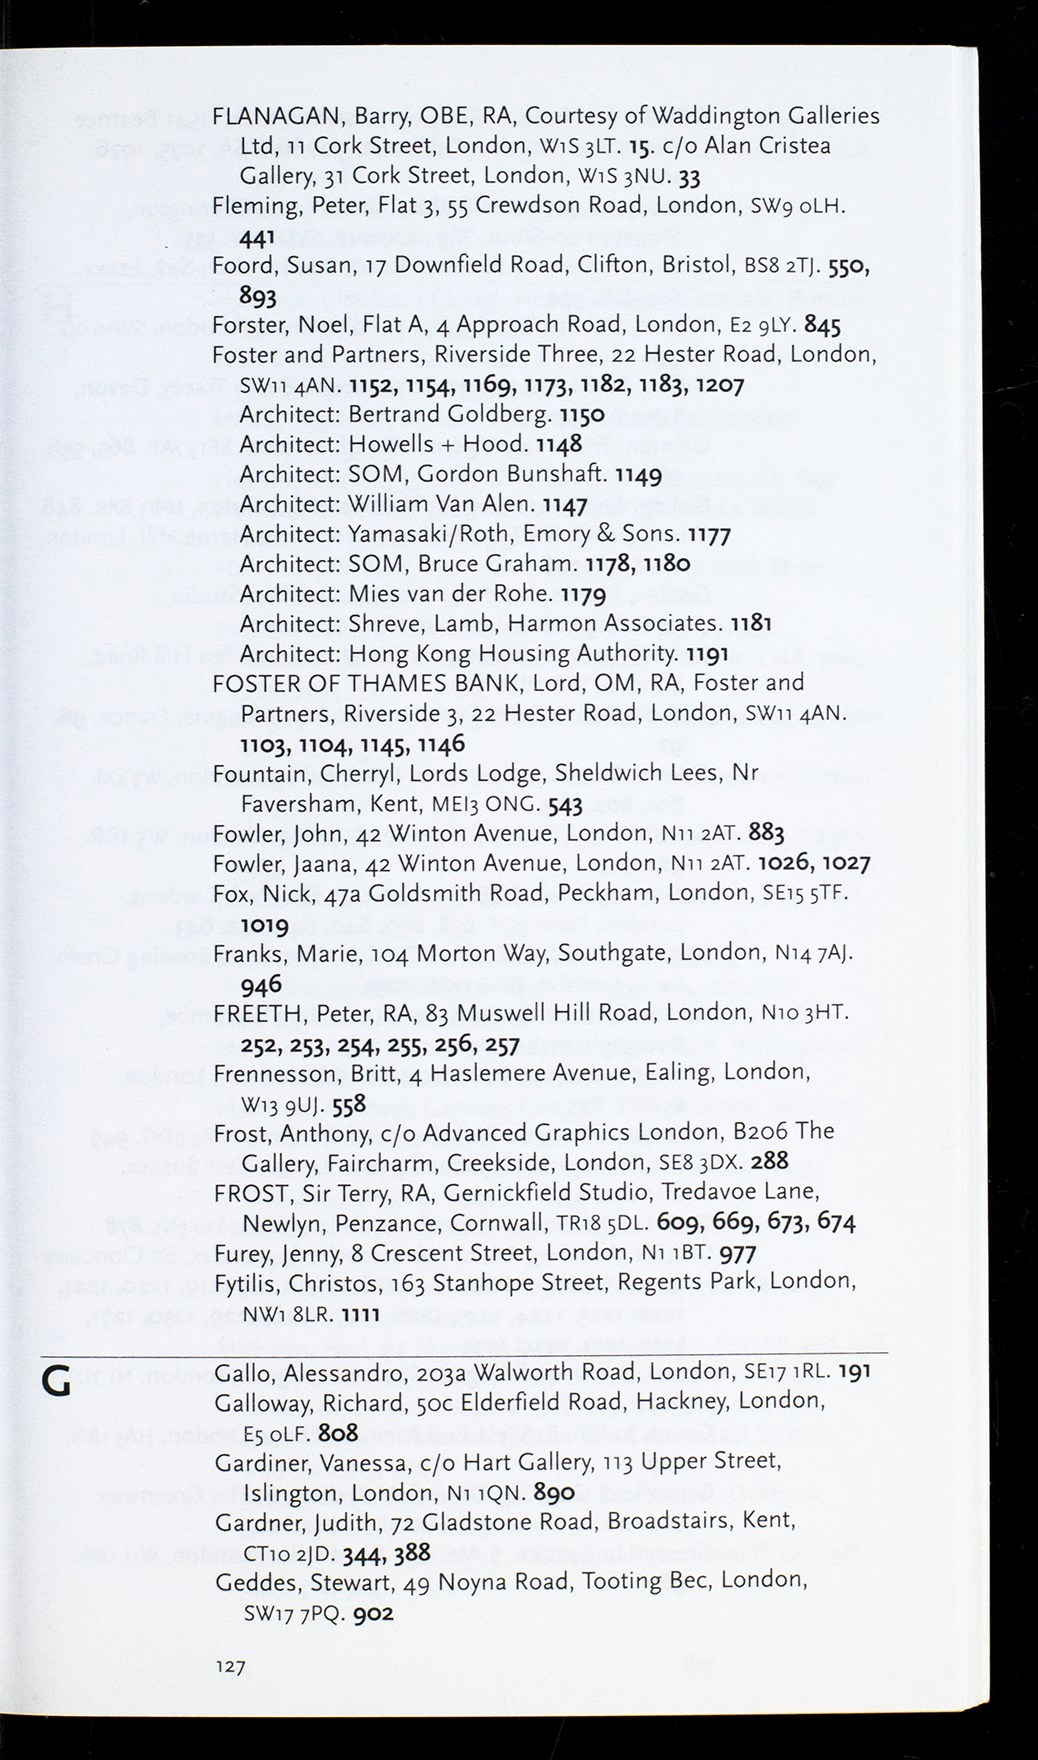 FLANAGAN, Barry, OBE, RA, Courtesy of Waddington Galleries
Ltd, 11 Cork Street, London, W1S 3LT. 15. c/o Alan Cristea
Gallery, 31 Cork Street, London, W1S 3NU. 33
Fleming, Peter, Flat 3, 55 Crewdson Road, London, SW9 0LH.
441
Foord, Susan, 17 Downfield Road, Clifton, Bristol, BS8 2TJ. 550,
893
Forster, Noel, Flat A, 4 Approach Road, London, E2 9LY. 845
Foster and Partners, Riverside Three, 22 Hester Road, London,
SW11 4AN. 1152, 1154, 1169, 1173, 1182, 1183, 1207
Architect: Bertrand Goldberg. 1150
Architect: Howells + Hood. 1148
Architect: SOM, Gordon Bunshaft. 1149
Architect: William Van Alen. 1147
Architect: Yamasaki/Roth, Emory & Sons. 1177
Architect: SOM, Bruce Graham. 1178, 1180
Architect: Mies van der Rohe. 1179
Architect: Shreve, Lamb, Harmon Associates. 1181
Architect: Hong Kong Housing Authority. 1191
FOSTER OF THAMES BANK, Lord, OM, RA, Foster and
Partners, Riverside 3, 22 Hester Road, London, SW11 4AN.
1103, 1104, 1145, 1146
Fountain, Cherryl, Lords Lodge, Sheldwich Lees, Nr
Faversham, Kent, MEI3 ONG. 543
Fowler, John, 42 Winton Avenue, London, N11 2AT. 883
Fowler, Jaana, 42 Winton Avenue, London, N11 2AT. 1026, 1027
Fox, Nick, 47a Goldsmith Road, Peckham, London, SE15 5TF.
1019
Franks, Marie, 104 Morton Way, Southgate, London, N14 7AJ.
946
FREETH, Peter, RA, 83 Muswell Hill Road, London, N10 3HT.
252, 253, 254, 255, 256, 257
Frennesson, Britt, 4 Haslemere Avenue, Ealing, London,
W13 9UJ. 558
Frost, Anthony, c/o Advanced Graphics London, B206 The
Gallery, Faircharm, Creekside, London, SE8 3DX. 288
FROST, Sir Terry, RA, Gernickfield Studio, Tredavoe Lane,
Newlyn, Penzance, Cornwall, TR18 5DL. 609, 669, 673, 674
Furey, Jenny, 8 Crescent Street, London, N1 1BT. 977
Fytilis, Christos, 163 Stanhope Street, Regents Park, London,
NW1 8LR. 1111
G
Gallo, Alessandro, 203a Walworth Road, London, SE17 1RL. 191
Galloway, Richard, 50c Elderfield Road, Hackney, London,
E5 0LF. 808
Gardiner, Vanessa, c/o Hart Gallery, 113 Upper Street,
Islington, London, N1 1QN. 890
Gardner, Judith, 72 Gladstone Road, Broadstairs, Kent,
CT10 2JD. 344, 388
Geddes, Stewart, 49 Noyna Road, Tooting Bec, London,
SW17 7PQ. 902
127